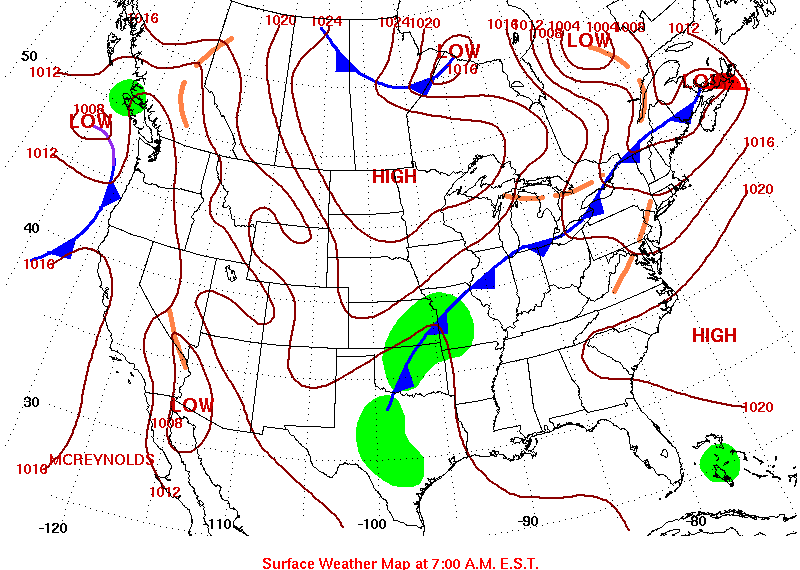 1016 1020 1024 1024 1020 1016 1012 1008 1004 1004 1008 1012
50 LOW LOW
1012 1016 LOW
1008
LOW
1012 1016
HIGH 1020
40
1016
HIGH
30 LOW 1020
1008
1016 MCREYNOLDS
1012
-120 -110 -100 -90 -80
Surface Weather Map at 7:00 A.M. E.S.T.